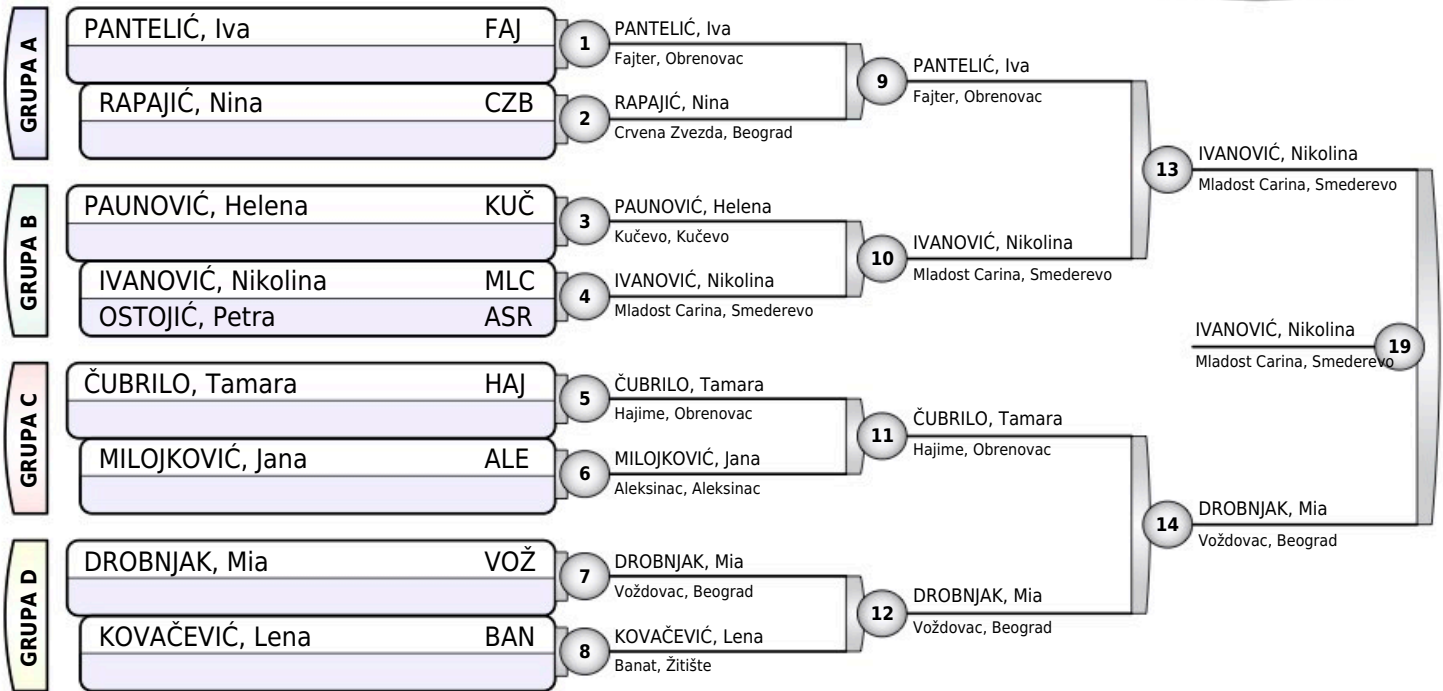 GRUPA A
PANTELIĆ, Iva FAJ
RAPAJIĆ, Nina CZB
1
PANTELIĆ, Iva
Fajter, Obrenovac
2
RAPAJIĆ, Nina
Crvena Zvezda, Beograd
9
PANTELIĆ, Iva
Fajter, Obrenovac
GRUPA B
PAUNOVIĆ, Helena KUČ
IVANOVIĆ, Nikolina MLC
OSTOJIĆ, Petra ASR
3
PAUNOVIĆ, Helena
Kučevo, Kučevo
4
IVANOVIĆ, Nikolina
Mladost Carina, Smederevo
10
IVANOVIĆ, Nikolina
Mladost Carina, Smederevo
13
IVANOVIĆ, Nikolina
Mladost Carina, Smederevo
GRUPA C
ČUBRILO, Tamara HAJ
MILOJKOVIĆ, Jana ALE
5
ČUBRILO, Tamara
Hajime, Obrenovac
6
MILOJKOVIĆ, Jana
Aleksinac, Aleksinac
11
ČUBRILO, Tamara
Hajime, Obrenovac
GRUPA D
DROBNJAK, Mia VOŽ
KOVAČEVIĆ, Lena BAN
7
DROBNJAK, Mia
Voždovac, Beograd
8
KOVAČEVIĆ, Lena
Banat, Žitište
12
DROBNJAK, Mia
Voždovac, Beograd
14
DROBNJAK, Mia
Voždovac, Beograd
IVANOVIĆ, Nikolina
Mladost Carina, Smederevo
19